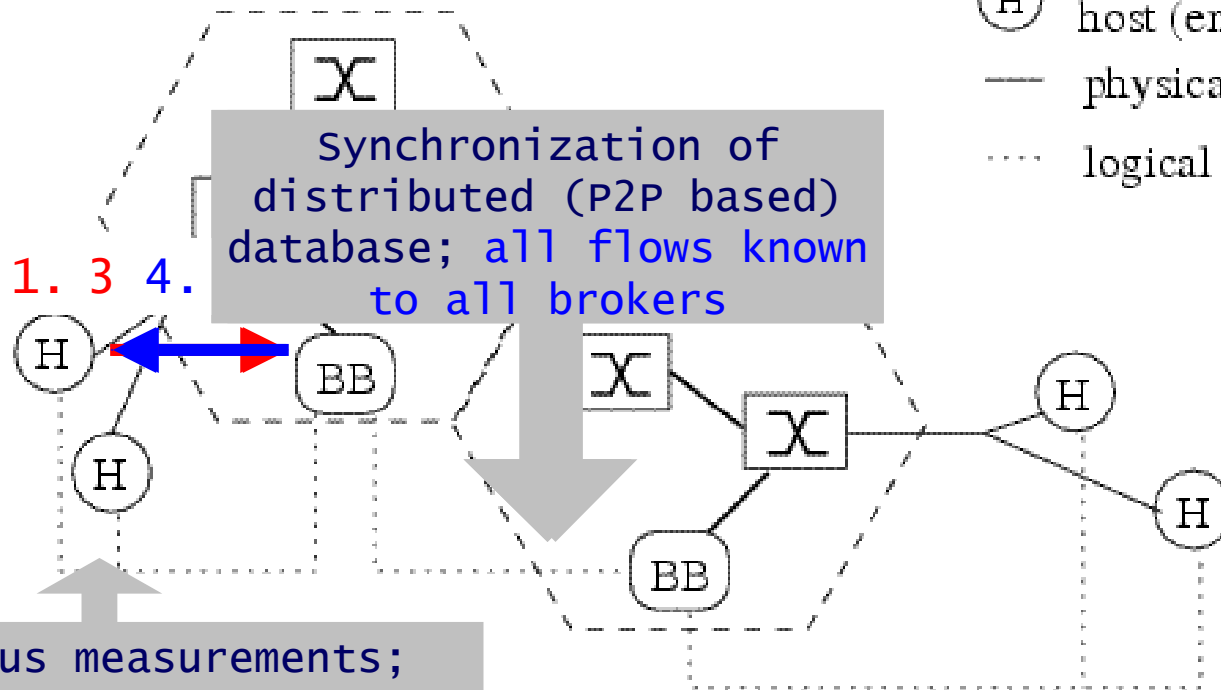 H
host (en
physica
logical
Synchronization of
distributed (P2P based)
database; all flows known
to all brokers
1. 3 4.
H
BB
H
H
H
BB
us measurements;